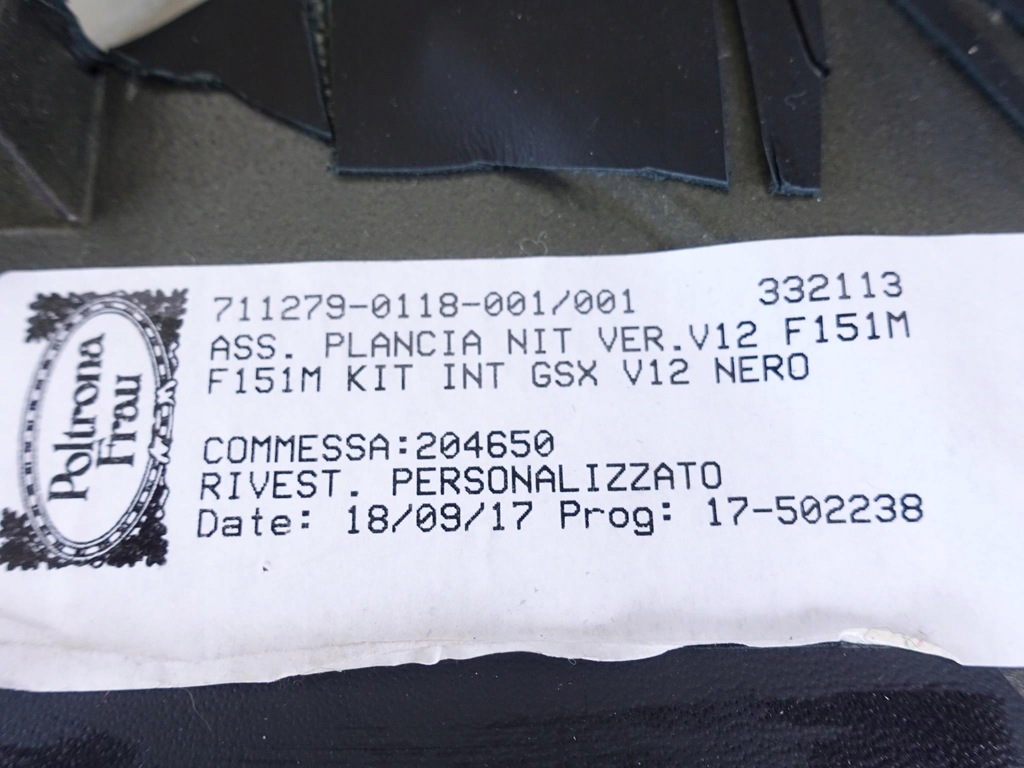 Poltrona
Frau
711279-0118-001/001 332113
ASS. PLANCIA NIT VER.V12 F151M
F151M KIT INT GSX V12 NERO
COMMESSA:204650
RIVEST. PERSONALIZZATO
Date: 18/09/17 Prog: 17-502238